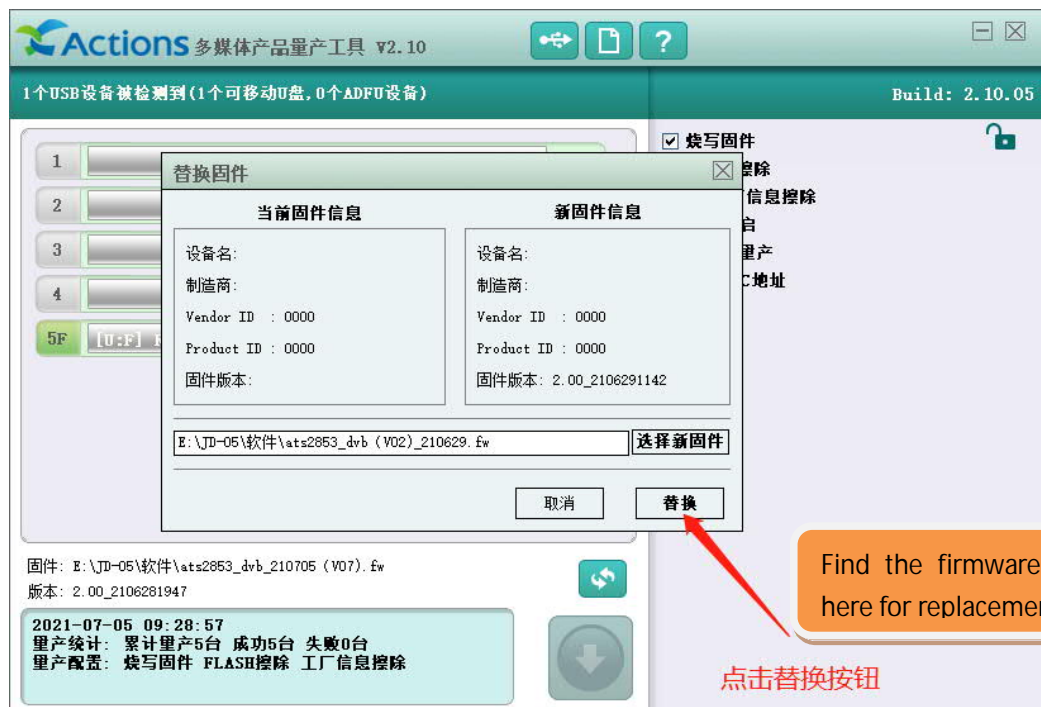 Actions 多媒体产品量产工具 V2.10
?
1个USB设备被检测到(1个可移动U盘,0个ADFU设备)
Build: 2.10.05
1
2
3
4
5F
[U:F]
烧写固件
擦除
信息擦除
启
量产
地址
替换固件
当前固件信息
新固件信息
设备名:
设备名:
制造商:
制造商:
Vendor ID : 0000
Vendor ID : 0000
Product ID : 0000
Product ID : 0000
固件版本:
固件版本: 2.00_2106291142
E:\JD-05\软件\ats2853_dvb (V02)_210629.fw
选择新固件
取消
替换
固件: E:\JD-05\软件\ats2853_dvb_210705 (V07).fw
版本: 2.00_2106281947
2021-07-05 09:28:57
量产统计: 累计量产5台 成功5台 失败0台
量产配置: 烧写固件 FLASH擦除 工厂信息擦除
Find the firmware
here for replacemen
点击替换按钮